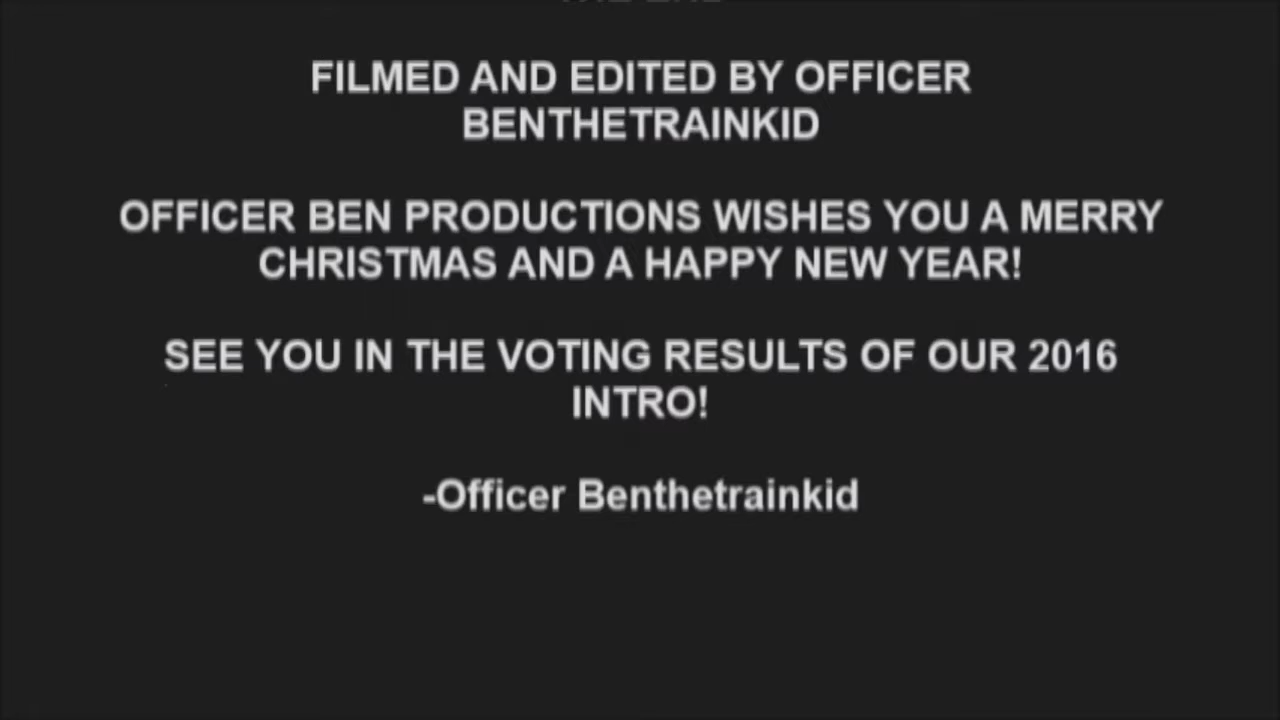 FILMED AND EDITED BY OFFICER
BENTHETRAINKID
OFFICER BEN PRODUCTIONS WISHES YOU A MERRY
CHRISTMAS AND A HAPPY NEW YEAR!
SEE YOU IN THE VOTING RESULTS OF OUR 2016
INTRO!
-Officer Benthetrainkid